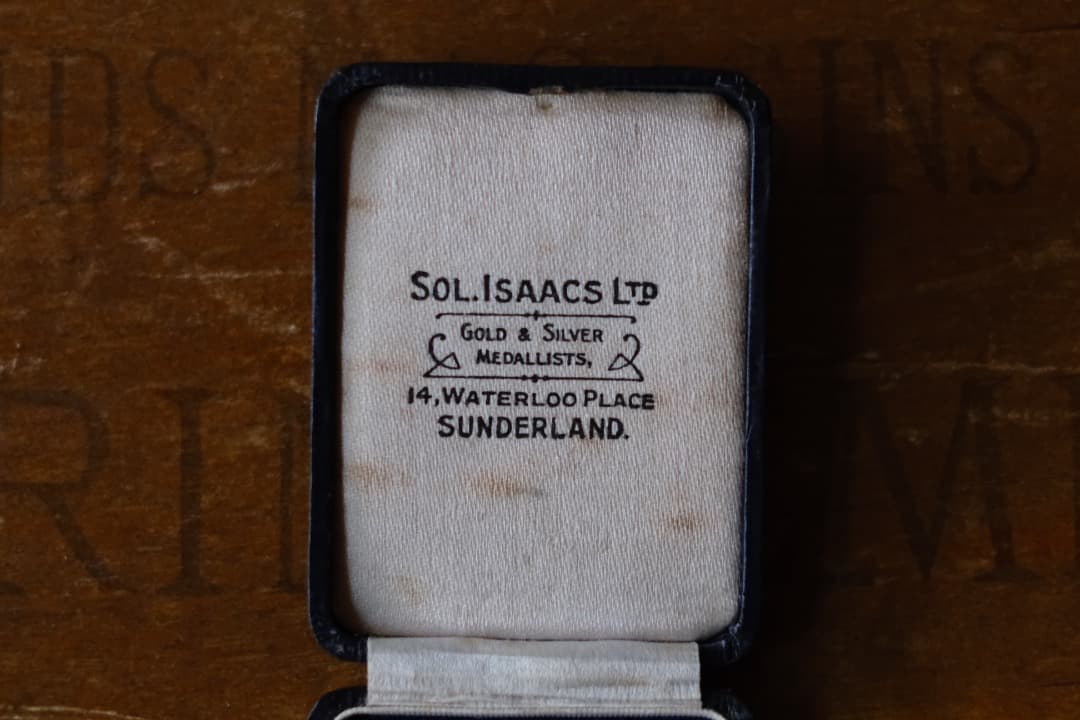 SOL. ISAACS LTD
GOLD & SILVER
MEDALLISTS,
14, WATERLOO PLACE
SUNDERLAND.